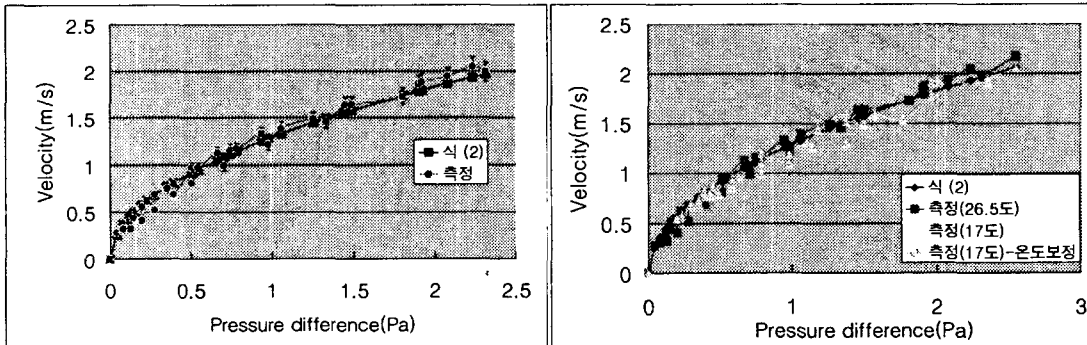 2.5
2
1.5
1
0.5
0
Velocity(m/s)
0 0.5 1 1.5 2 2.5
Pressure difference(Pa)
식 (2)
측정
2.5
2
1.5
1
0.5
0
Velocity(m/s)
0 1 2 3
Pressure difference(Pa)
식 (2)
측정(26.5도)
측정(17도)
측정(17도)-온도보정